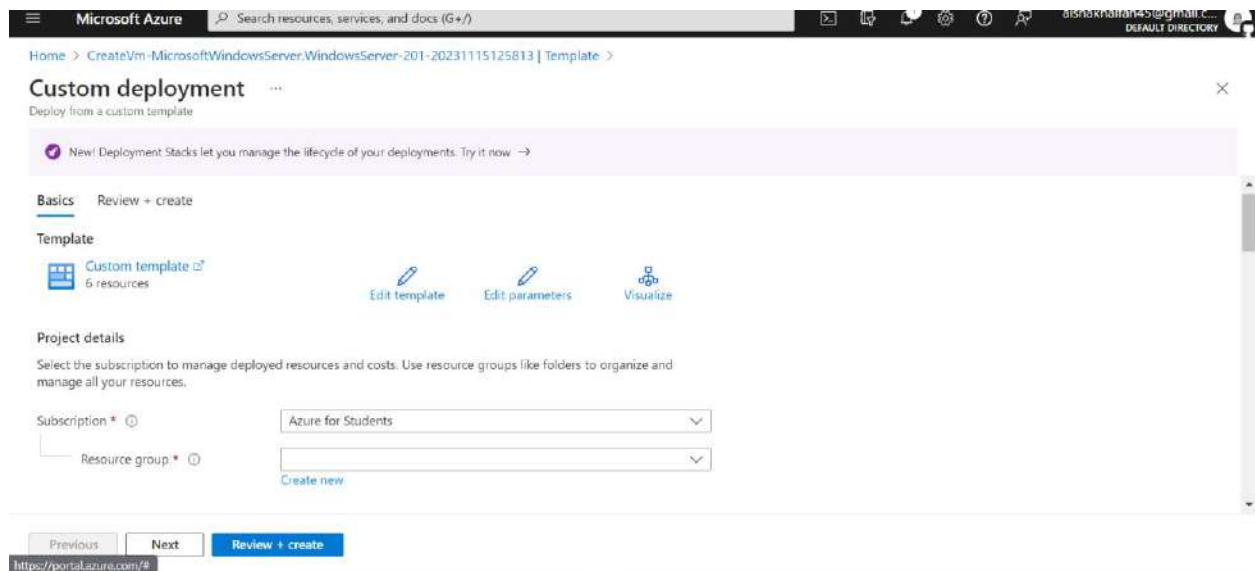 Microsoft Azure
Search resources, services, and docs (G+/)
DEFAULT DIRECTORY
Home > CreateVm-MicrosoftWindowsServer.WindowsServer-201-20231115125813 | Template >
Custom deployment ...
Deploy from a custom template
New! Deployment Stacks let you manage the lifecycle of your deployments. Try it now →
Basics Review + create
Template
Custom template
6 resources
Edit template Edit parameters Visualize
Project details
Select the subscription to manage deployed resources and costs. Use resource groups like folders to organize and
manage all your resources.
Subscription * Azure for Students
Resource group * 
Create new
Previous Next Review + create
https://portal.azure.com/#